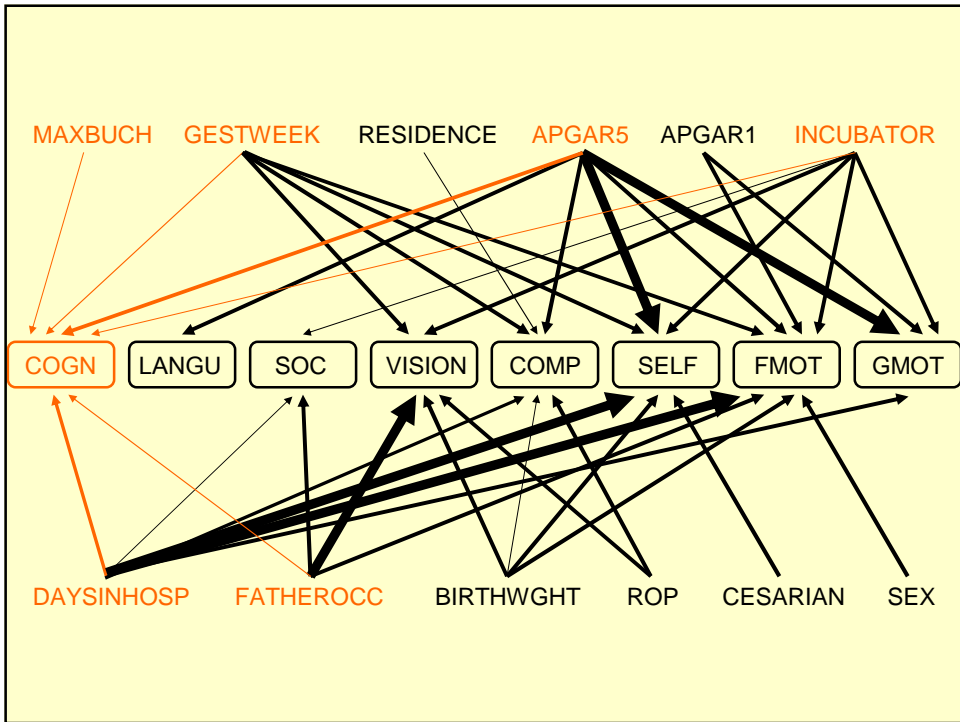 MAXBUCH GESTWEEK RESIDENCE APGAR5 APGAR1 INCUBATOR
COGN LANGU SOC VISION COMP SELF FMOT GMOT
DAYSINHOSP FATHEROCC BIRTHWGHT ROP CESARIAN SEX